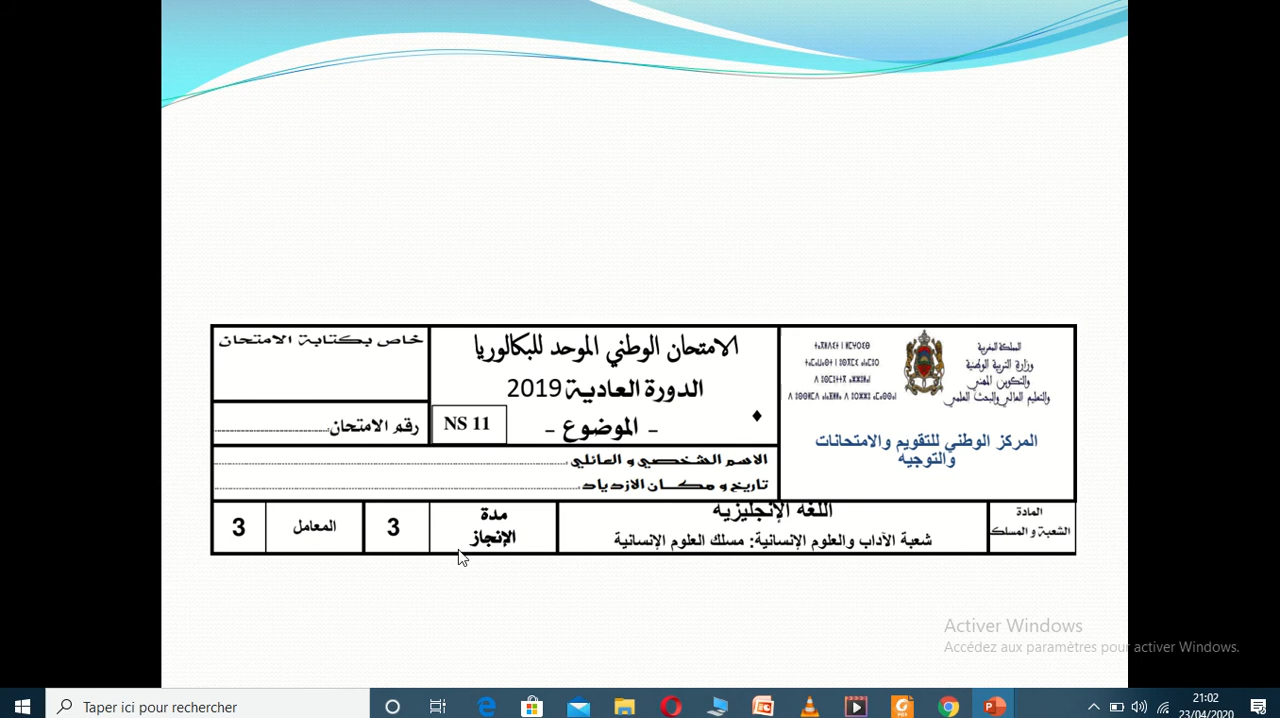 المملكة المغربية
وزارة التربية الوطنية
والتكوين المهني
والتعليم العالي والبحث العلمي
المركز الوطني للتقويم والامتحانات
والتوجيه
الامتحان الوطني الموحد للبكالوريا
الدورة العادية 2019
- الموضوع -
NS 11
خاص بكتابة الامتحان
رقم الامتحان
الاسم الشخصي و العائلي
تاريخ و مكان الازدياد
المادة
الشعبة و المسلك
اللغة الإنجليزية
شعبة الآداب والعلوم الإنسانية: مسلك العلوم الإنسانية
مدة
الإنجاز
3
المعامل
3
Activer Windows
Accédez aux paramètres pour activer Windows.
Taper ici pour rechercher
21:02
23/04/2020